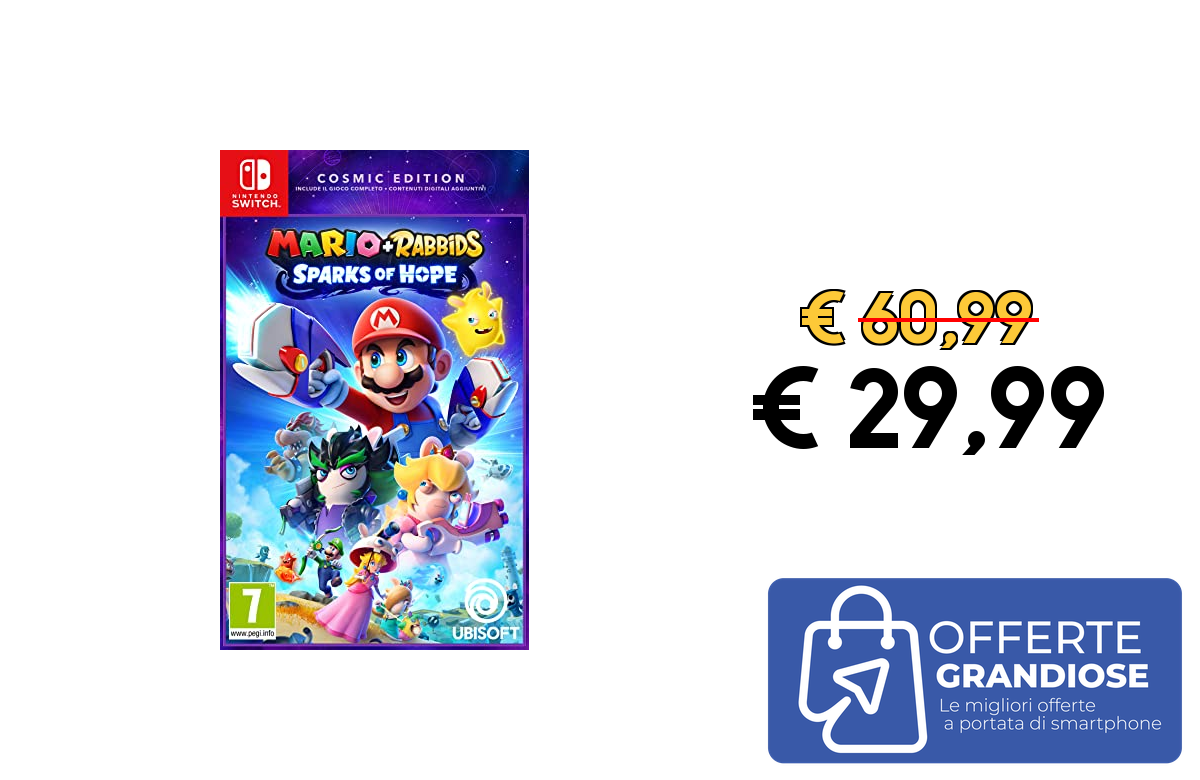 NINTENDO
SWITCH
COSMIC EDITION
INCLUDE IL GIOCO COMPLETO • CONTENUTI DIGITALI AGGIUNTIVI
MARIO + RABBIDS
SPARKS OF HOPE
7
www.pegi.info
UBISOFT
€ 60,99
€ 29,99
OFFERTE
GRANDIOSE
Le migliori offerte
a portata di smartphone